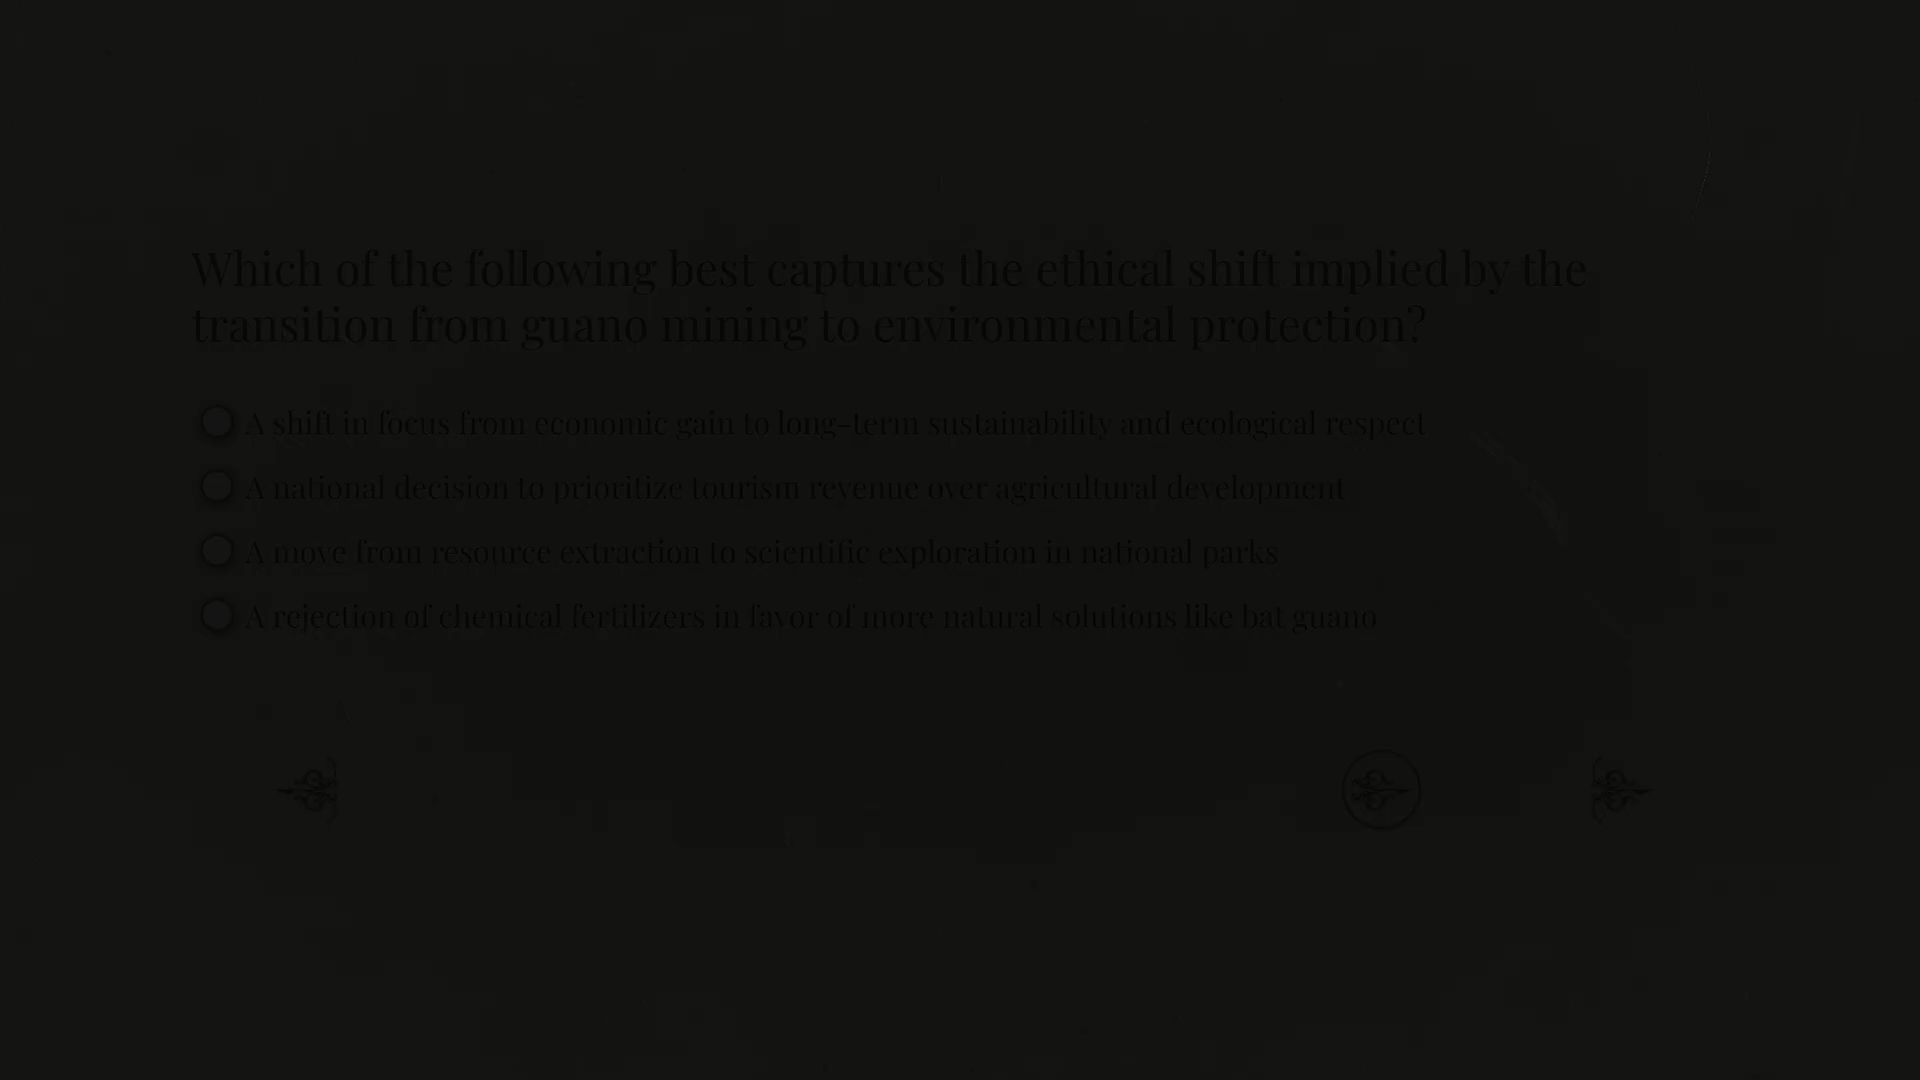 Which of the following best captures the ethical shift implied by the
transition from guano mining to environmental protection?
A shift in focus from economic gain to long-term sustainability and ecological respect
A national decision to prioritize tourism revenue over agricultural development
A move from resource extraction to scientific exploration in national parks
A rejection of chemical fertilizers in favor of more natural solutions like bat guano